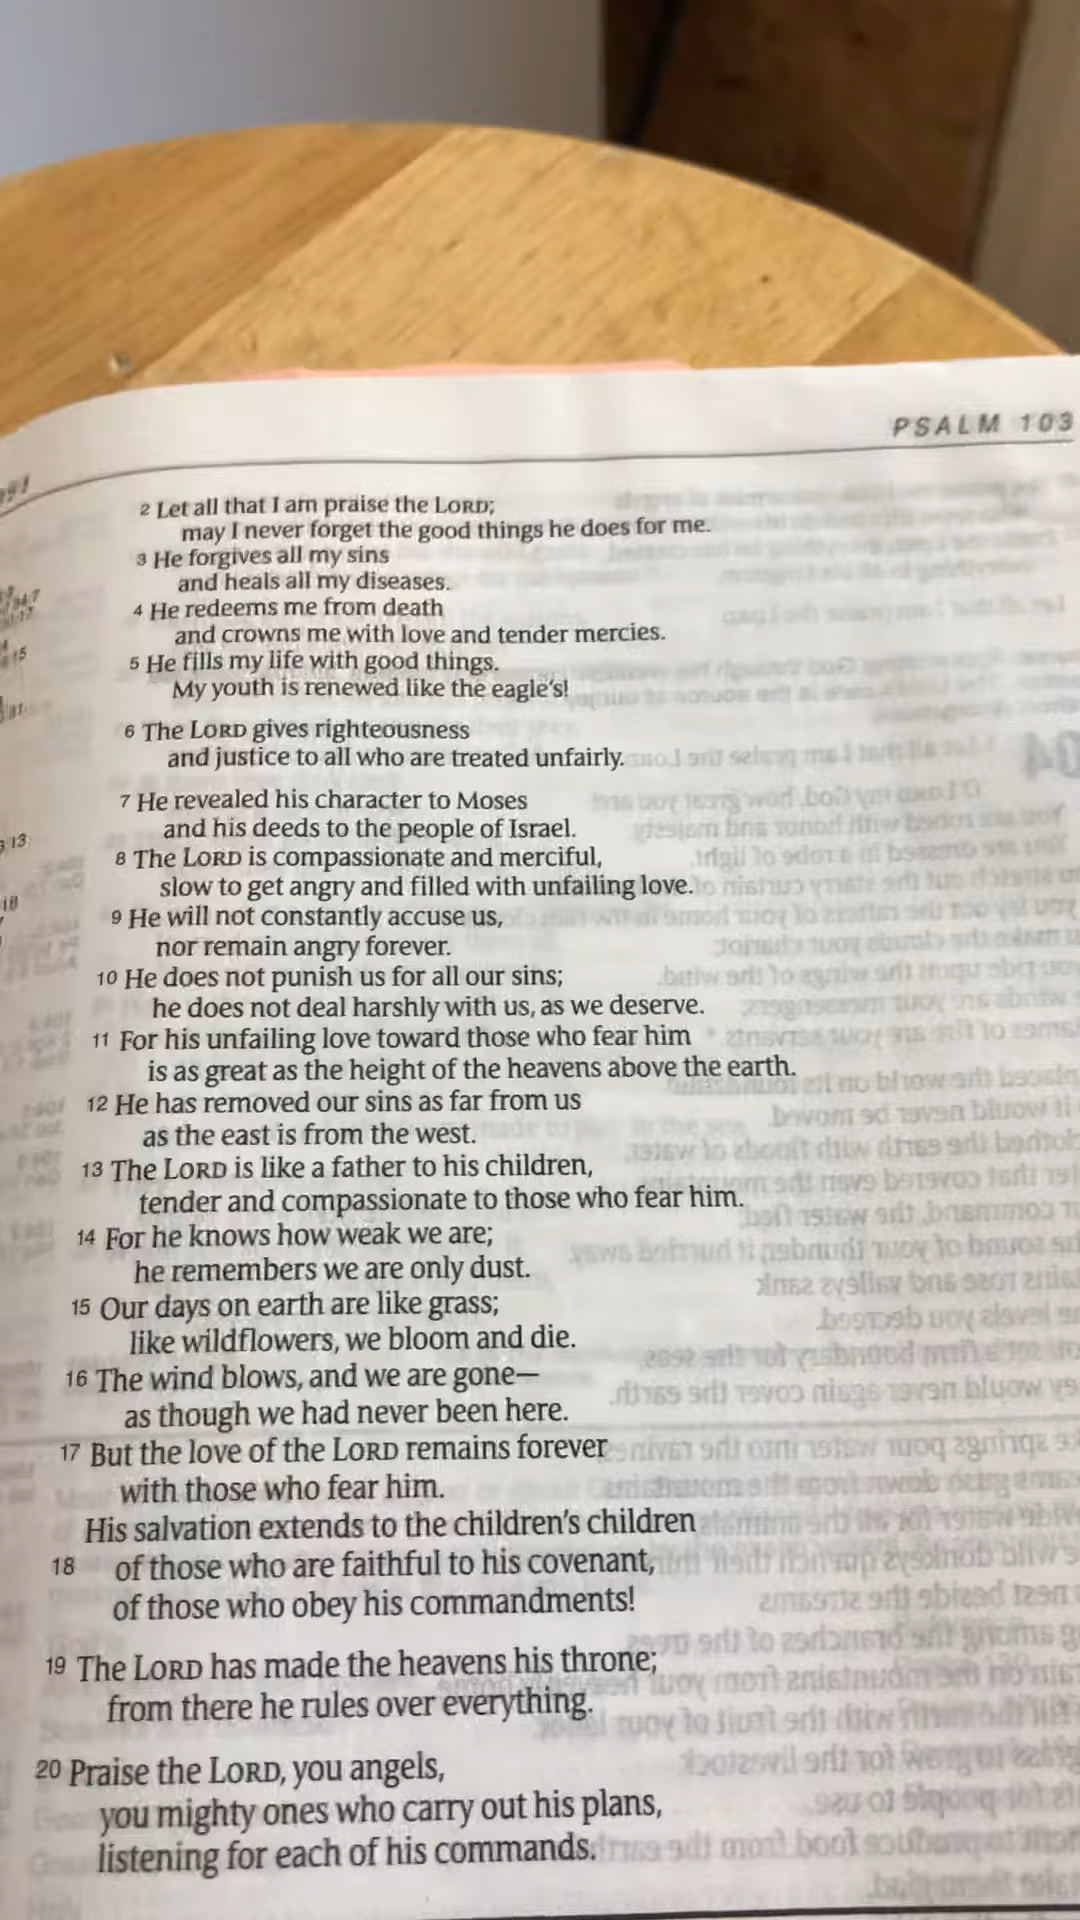 PSALM 103
2 Let all that I am praise the LORD;
may I never forget the good things he does for me.
3 He forgives all my sins
and heals all my diseases.
4 He redeems me from death
and crowns me with love and tender mercies.
5 He fills my life with good things.
My youth is renewed like the eagle's!
6 The LORD gives righteousness
and justice to all who are treated unfairly.
7 He revealed his character to Moses
and his deeds to the people of Israel.
8 The LORD is compassionate and merciful,
slow to get angry and filled with unfailing love.
9 He will not constantly accuse us,
nor remain angry forever.
10 He does not punish us for all our sins;
he does not deal harshly with us, as we deserve.
11 For his unfailing love toward those who fear him
is as great as the height of the heavens above the earth.
12 He has removed our sins as far from us
as the east is from the west.
13 The LORD is like a father to his children,
tender and compassionate to those who fear him.
14 For he knows how weak we are;
he remembers we are only dust.
15 Our days on earth are like grass;
like wildflowers, we bloom and die.
16 The wind blows, and we are gone—
as though we had never been here.
17 But the love of the LORD remains forever
with those who fear him.
His salvation extends to the children's children
18 of those who are faithful to his covenant,
of those who obey his commandments!
19 The LORD has made the heavens his throne;
from there he rules over everything.
20 Praise the LORD, you angels,
you mighty ones who carry out his plans,
listening for each of his commands.